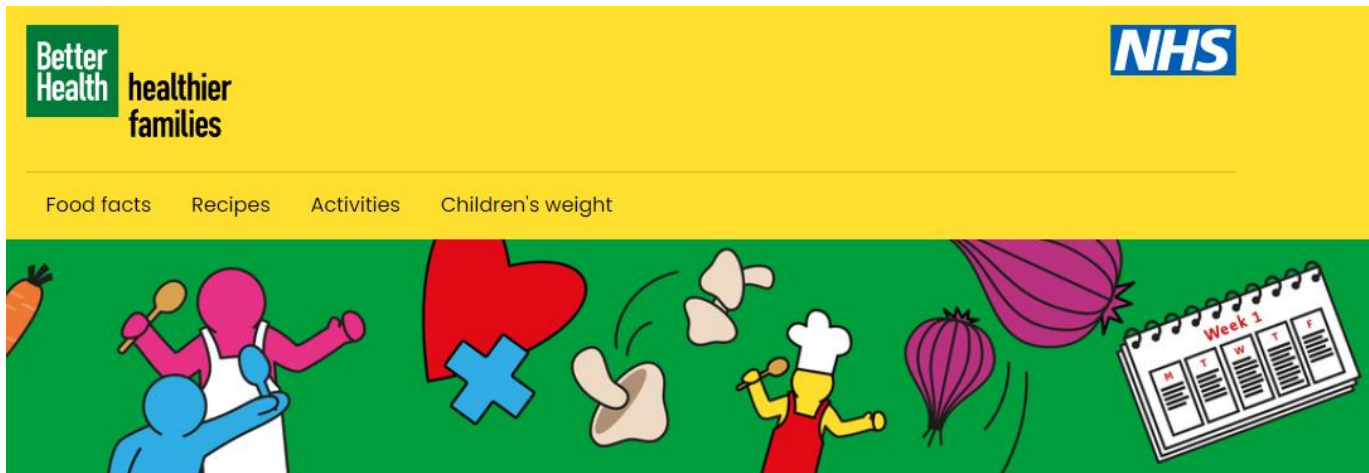 Better
Health
healthier
families
NHS
Food facts Recipes Activities Children's weight
Week 1
M T W T F